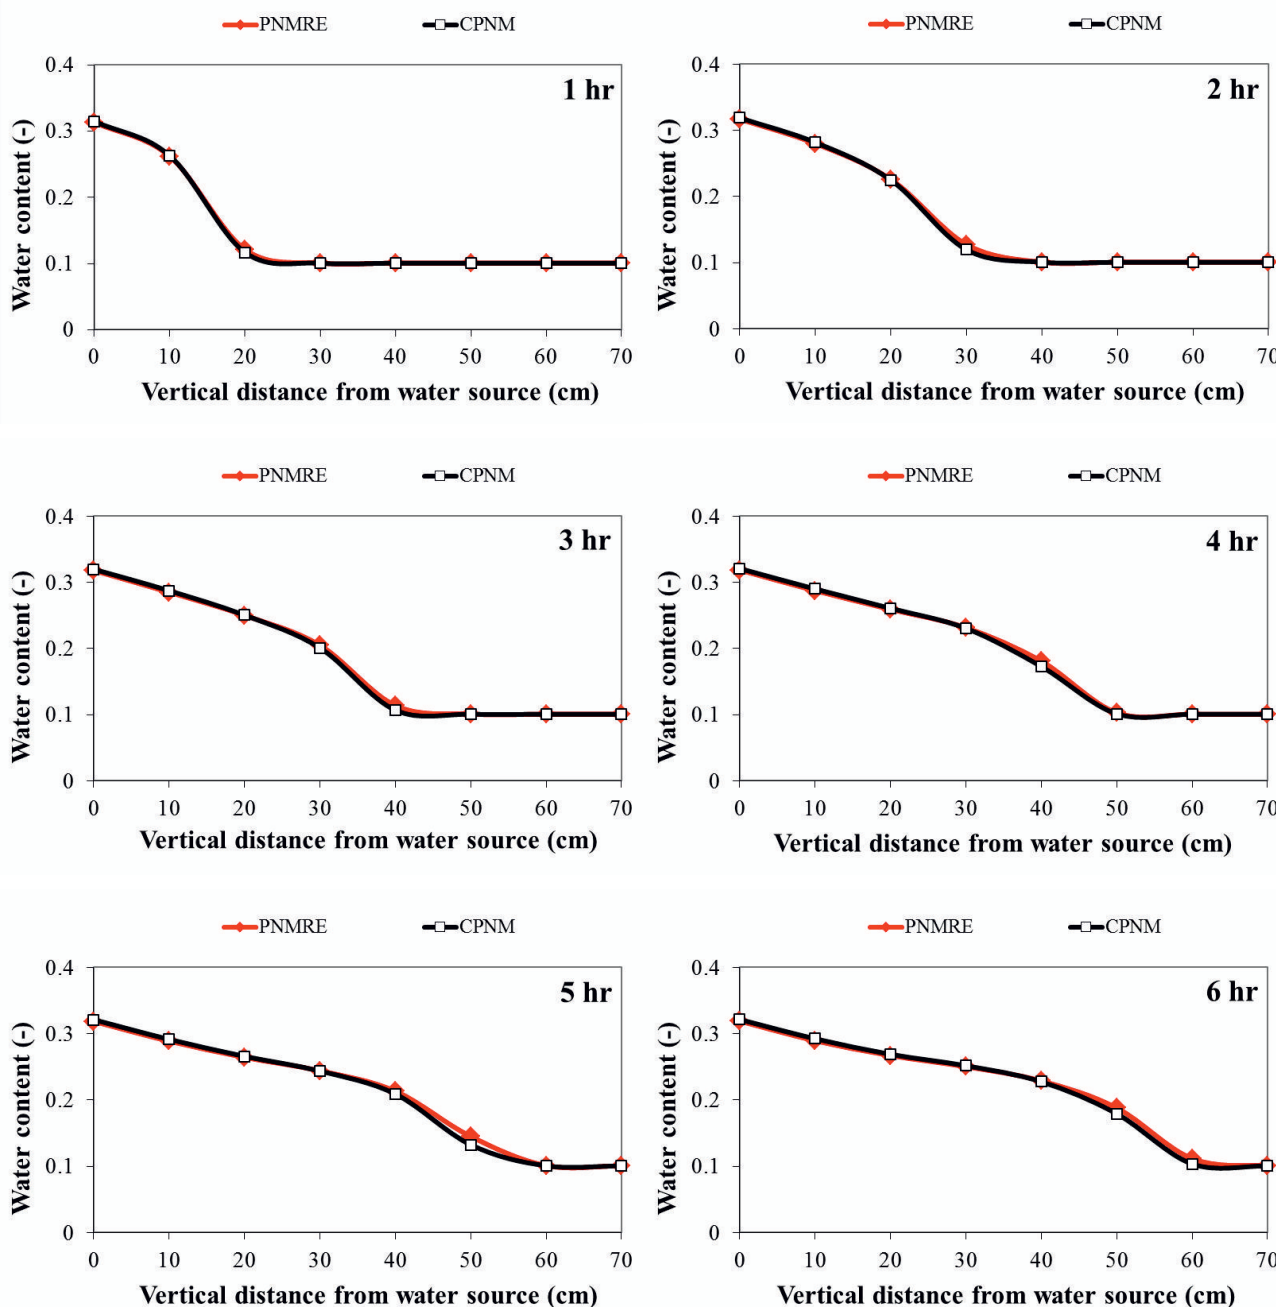 PNMRE CPNM
1 hr
Water content (-)
0.4
0.3
0.2
0.1
0
0 10 20 30 40 50 60 70
Vertical distance from water source (cm)
PNMRE CPNM
2 hr
Water content (-)
0.4
0.3
0.2
0.1
0
0 10 20 30 40 50 60 70
Vertical distance from water source (cm)
PNMRE CPNM
3 hr
Water content (-)
0.4
0.3
0.2
0.1
0
0 10 20 30 40 50 60 70
Vertical distance from water source (cm)
PNMRE CPNM
4 hr
Water content (-)
0.4
0.3
0.2
0.1
0
0 10 20 30 40 50 60 70
Vertical distance from water source (cm)
PNMRE CPNM
5 hr
Water content (-)
0.4
0.3
0.2
0.1
0
0 10 20 30 40 50 60 70
Vertical distance from water source (cm)
PNMRE CPNM
6 hr
Water content (-)
0.4
0.3
0.2
0.1
0
0 10 20 30 40 50 60 70
Vertical distance from water source (cm)